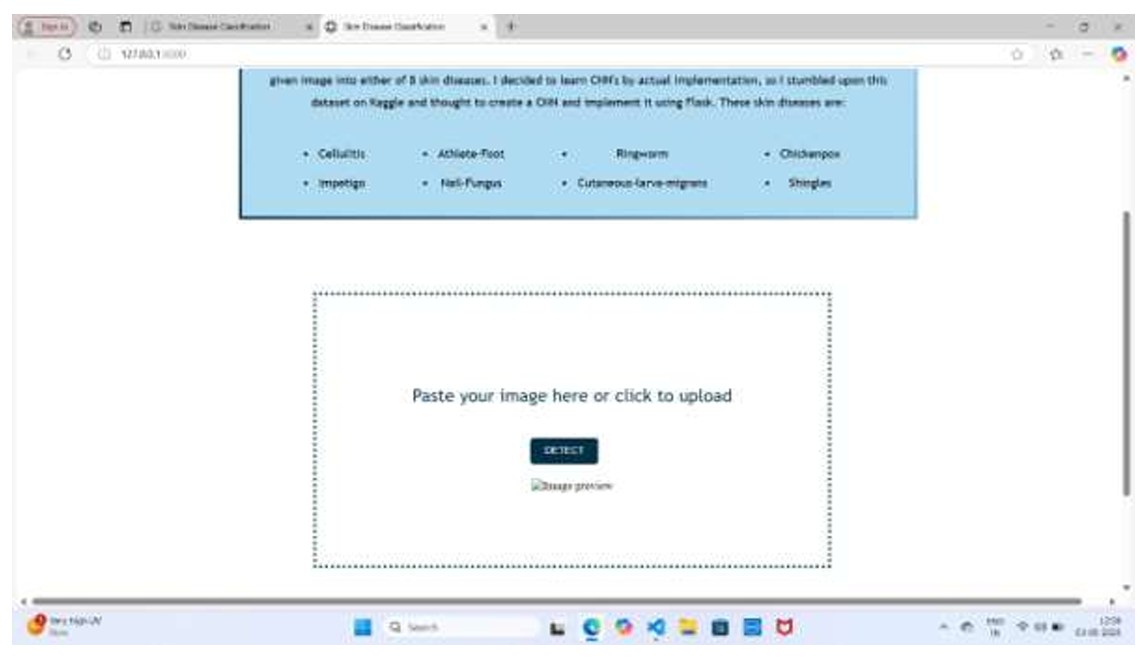 Sign in
Skin Disease Classification
Skin Disease Classification
127.0.0.1:8000
given image into either of 8 skin diseases. I decided to learn CNN's by actual implementation, so I stumbled upon this
dataset on Kaggle and thought to create a CNN and implement it using Flask. These skin diseases are:
• Cellulitis • Athlete-Foot • Ringworm • Chickenpox
• Impetigo • Nail-Fungus • Cutaneous-larva-migrans • Shingles
Paste your image here or click to upload
DETECT
Image preview
Very high UV
Now
Search
ENG
IN
12:59